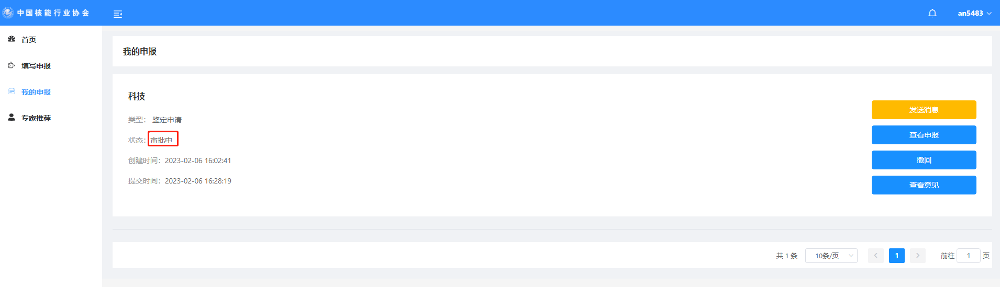 中国核能行业协会
an5483
首页
填写申报
我的申报
专家推荐
我的申报
科技
类型： 鉴定申请
状态：审批中
创建时间：2023-02-06 16:02:41
提交时间：2023-02-06 16:28:19
发送消息
查看申报
撤回
查看意见
共 1 条 10条/页 1 前往 1 页